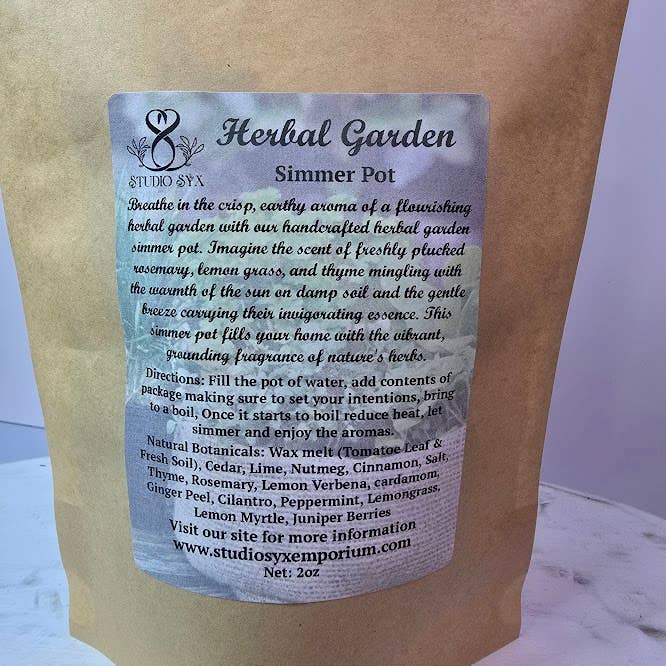 Herbal Garden
STUDIO SYX
Simmer Pot
Breathe in the crisp, earthy aroma of a flourishing
herbal garden with our handcrafted herbal garden
simmer pot. Imagine the scent of freshly plucked
rosemary, lemon grass, and thyme mingling with
the warmth of the sun on damp soil and the gentle
breeze carrying their invigorating essence. This
simmer pot fills your home with the vibrant,
grounding fragrance of nature's herbs.
Directions: Fill the pot of water, add contents of
package making sure to set your intentions, bring
to a boil, Once it starts to boil reduce heat, let
simmer and enjoy the aromas.
Natural Botanicals: Wax melt (Tomatoe Leaf &
Fresh Soil), Cedar, Lime, Nutmeg, Cinnamon, Salt,
Thyme, Rosemary, Lemon Verbena, cardamom,
Ginger Peel, Cilantro, Peppermint, Lemongrass,
Lemon Myrtle, Juniper Berries
Visit our site for more information
www.studiosyxemporium.com
Net: 2oz